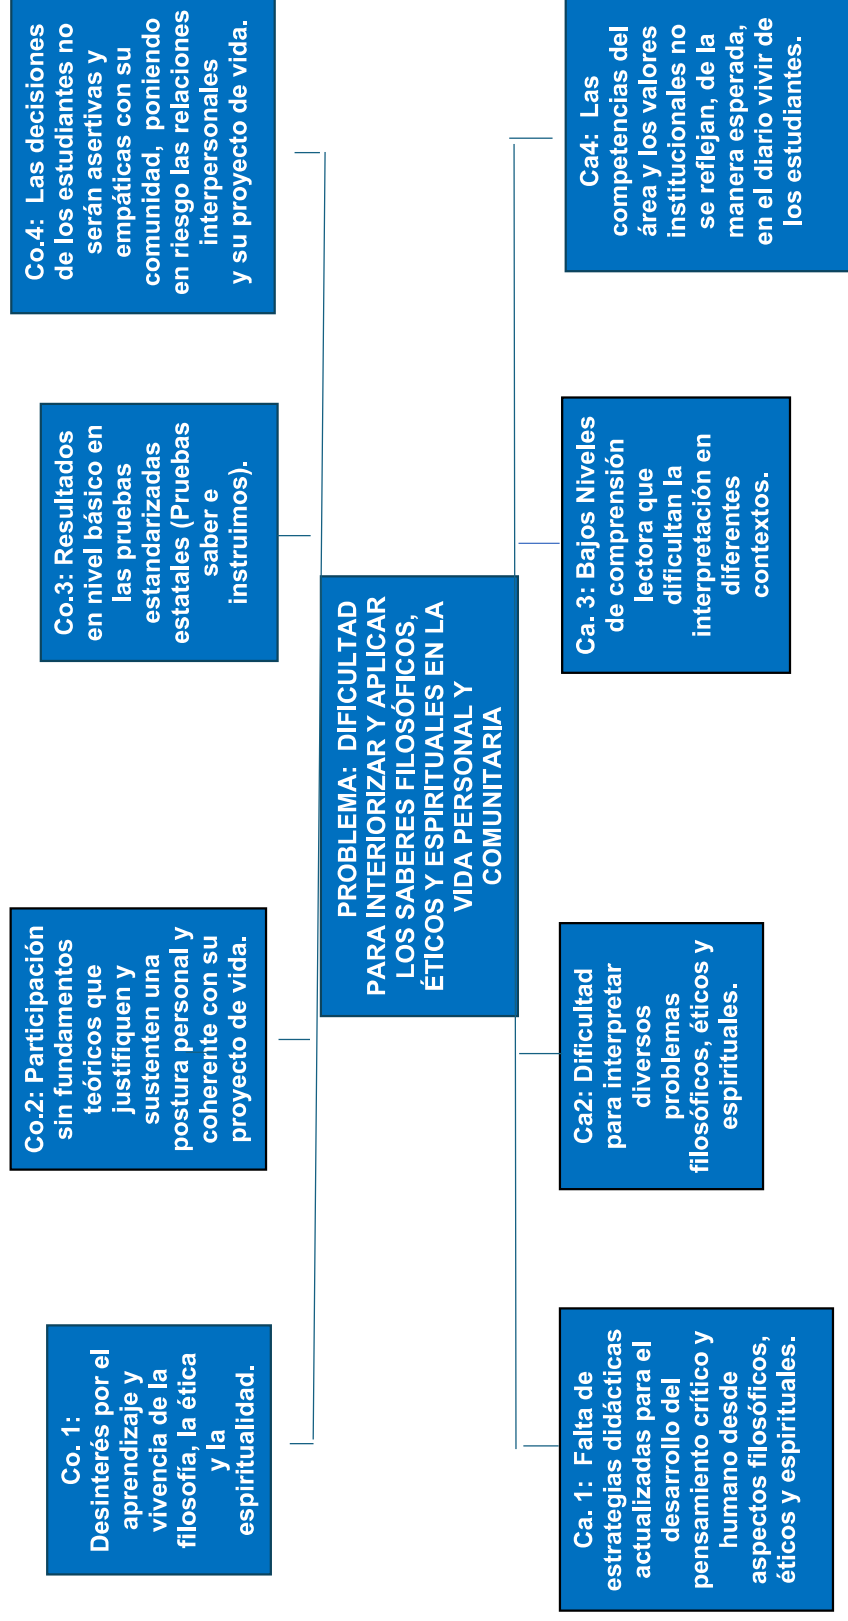 Co. 1:
Desinterés por el
aprendizaje y
vivencia de la
filosofía, la ética
y la
espiritualidad.
Co.2: Participación
sin fundamentos
teóricos que
justifiquen y
sustenten una
postura personal y
coherente con su
proyecto de vida.
Co.3: Resultados
en nivel básico en
las pruebas
estandarizadas
estatales (Pruebas
saber e
instruimos).
Co.4: Las decisiones
de los estudiantes no
serán asertivas y
empáticas con su
comunidad, poniendo
en riesgo las relaciones
interpersonales
y su proyecto de vida.
PROBLEMA: DIFICULTAD
PARA INTERIORIZAR Y APLICAR
LOS SABERES FILOSÓFICOS,
ÉTICOS Y ESPIRITUALES EN LA
VIDA PERSONAL Y
COMUNITARIA
Ca. 1: Falta de
estrategias didácticas
actualizadas para el
desarrollo del
pensamiento crítico y
humano desde
aspectos filosóficos,
éticos y espirituales.
Ca2: Dificultad
para interpretar
diversos
problemas
filosóficos, éticos y
espirituales.
Ca. 3: Bajos Niveles
de comprensión
lectora que
dificultan la
interpretación en
diferentes
contextos.
Ca4: Las
competencias del
área y los valores
institucionales no
se reflejan, de la
manera esperada,
en el diario vivir de
los estudiantes.